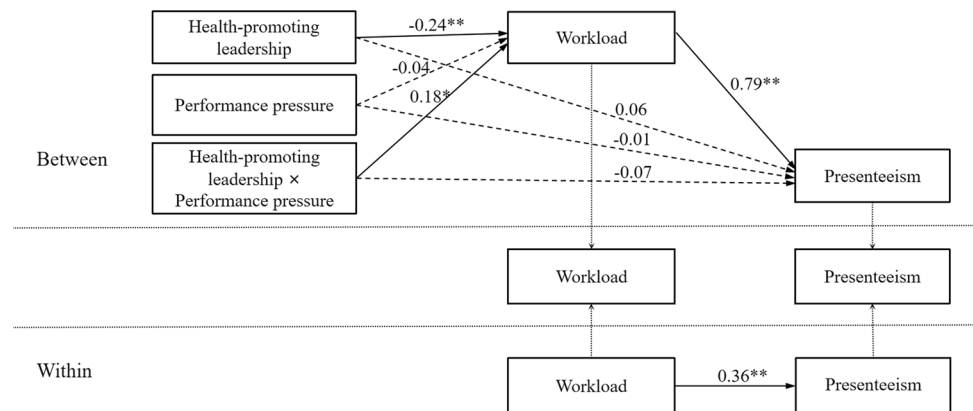 Health-promoting
leadership
-0.24**
Workload
-0.04
Performance pressure
0.18*
0.79**
0.06
-0.01
Between
Health-promoting
leadership ×
Performance pressure
-0.07
Presenteeism
Workload
Presenteeism
Within
Workload
0.36**
Presenteeism